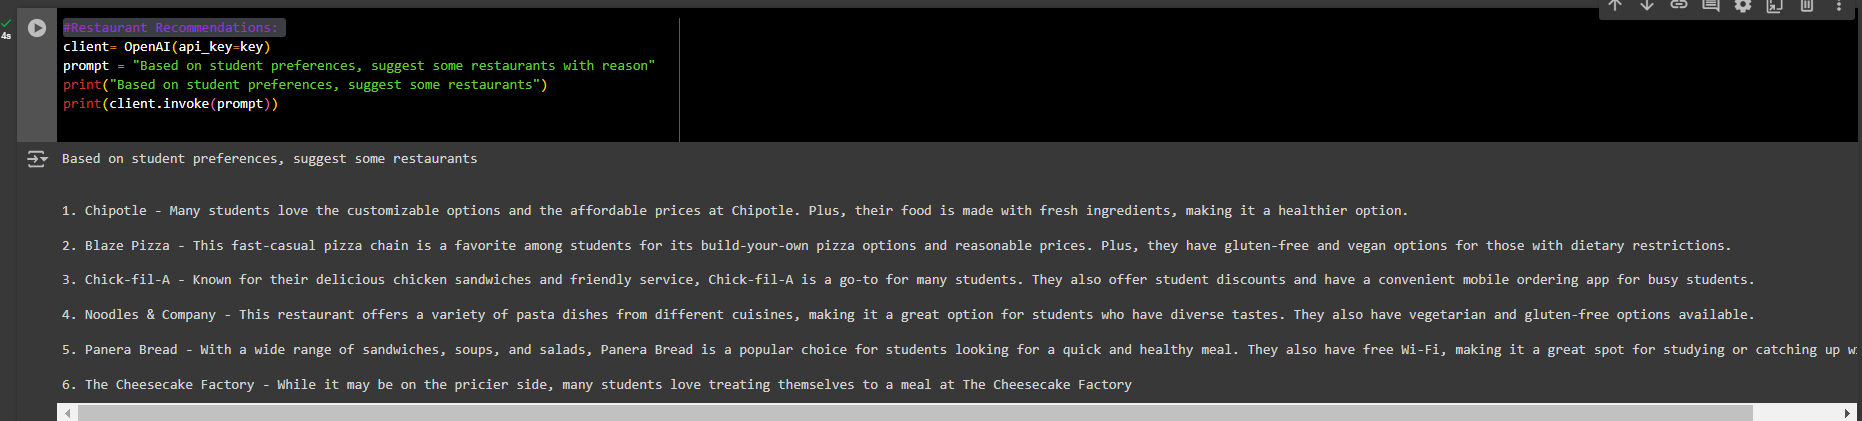 4s
#Restaurant Recommendations:
client= OpenAI(api_key=key)
prompt = "Based on student preferences, suggest some restaurants with reason"
print("Based on student preferences, suggest some restaurants")
print(client.invoke(prompt))
Based on student preferences, suggest some restaurants
1. Chipotle - Many students love the customizable options and the affordable prices at Chipotle. Plus, their food is made with fresh ingredients, making it a healthier option.
2. Blaze Pizza - This fast-casual pizza chain is a favorite among students for its build-your-own pizza options and reasonable prices. Plus, they have gluten-free and vegan options for those with dietary restrictions.
3. Chick-fil-A - Known for their delicious chicken sandwiches and friendly service, Chick-fil-A is a go-to for many students. They also offer student discounts and have a convenient mobile ordering app for busy students.
4. Noodles & Company - This restaurant offers a variety of pasta dishes from different cuisines, making it a great option for students who have diverse tastes. They also have vegetarian and gluten-free options available.
5. Panera Bread - With a wide range of sandwiches, soups, and salads, Panera Bread is a popular choice for students looking for a quick and healthy meal. They also have free Wi-Fi, making it a great spot for studying or catching up
6. The Cheesecake Factory - While it may be on the pricier side, many students love treating themselves to a meal at The Cheesecake Factory